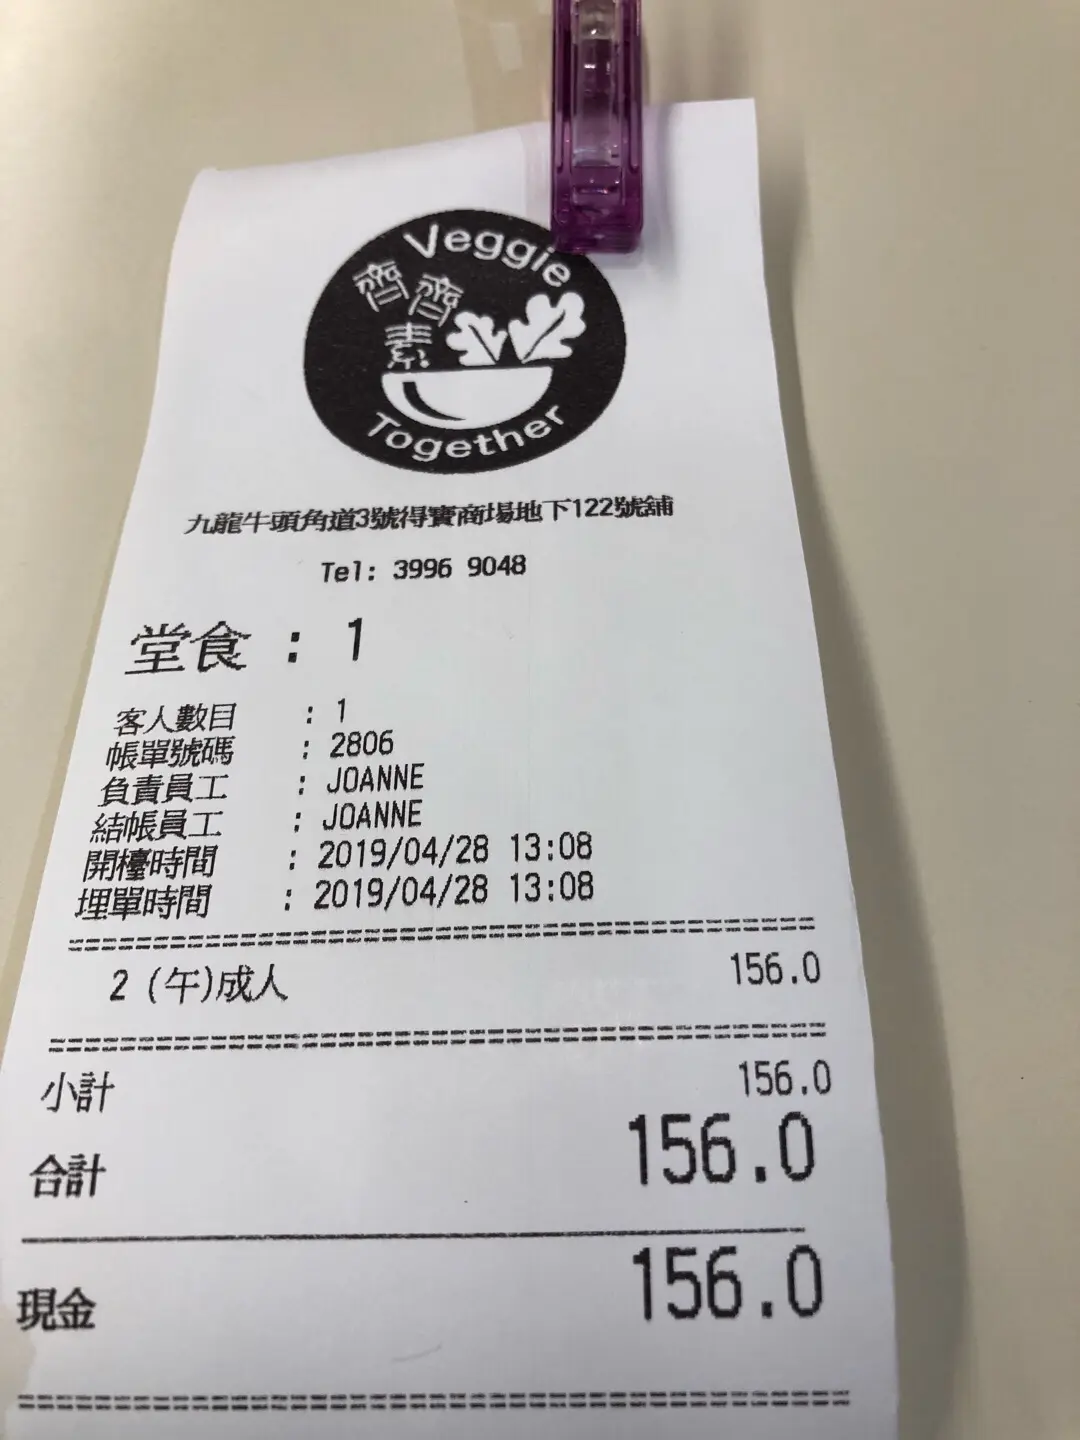 Veggie
齊齊
素
Together
九龍牛頭角道3號得寶商場地下122號舖
Tel: 3996 9048
堂食 : 1
客人數目 : 1
帳單號碼 : 2806
負責員工 : JOANNE
結帳員工 : JOANNE
開檯時間 : 2019/04/28 13:08
埋單時間 : 2019/04/28 13:08
2 (午)成人 156.0
小計 156.0
合計 156.0
現金 156.0